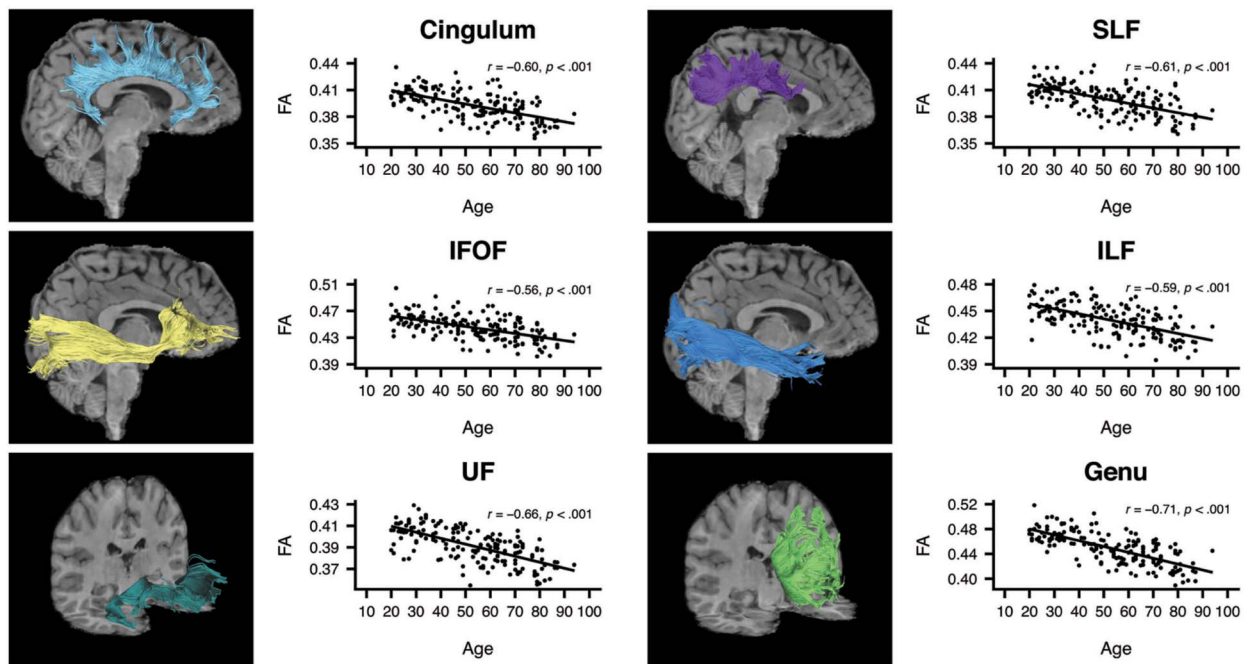 Cingulum
r = −0.60, p < .001
0.44
0.41
0.38
0.35
FA
10 20 30 40 50 60 70 80 90 100
Age
SLF
r = −0.61, p < .001
0.44
0.41
0.38
0.35
FA
10 20 30 40 50 60 70 80 90 100
Age
IFOF
r = −0.56, p < .001
0.51
0.47
0.43
0.39
FA
10 20 30 40 50 60 70 80 90 100
Age
ILF
r = −0.59, p < .001
0.48
0.45
0.42
0.39
FA
10 20 30 40 50 60 70 80 90 100
Age
UF
r = −0.66, p < .001
0.43
0.41
0.39
0.37
FA
10 20 30 40 50 60 70 80 90 100
Age
Genu
r = −0.71, p < .001
0.52
0.48
0.44
0.40
FA
10 20 30 40 50 60 70 80 90 100
Age